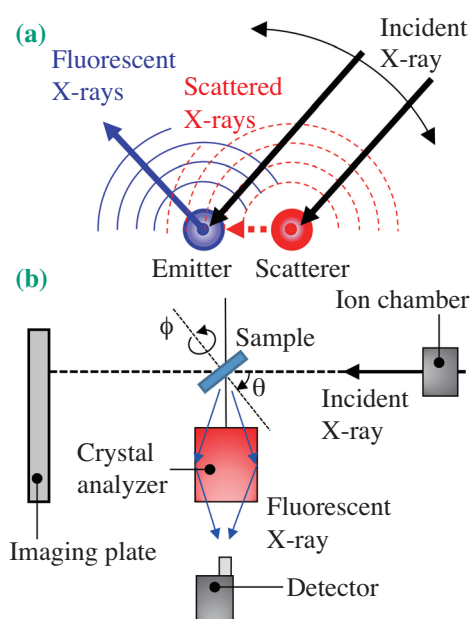 (a)
Incident
X-ray
Fluorescent
X-rays
Scattered
X-rays
Emitter
Scatterer
(b)
Ion chamber
ϕ
Sample
θ
Incident
X-ray
Crystal
analyzer
Fluorescent
X-ray
Imaging plate
Detector